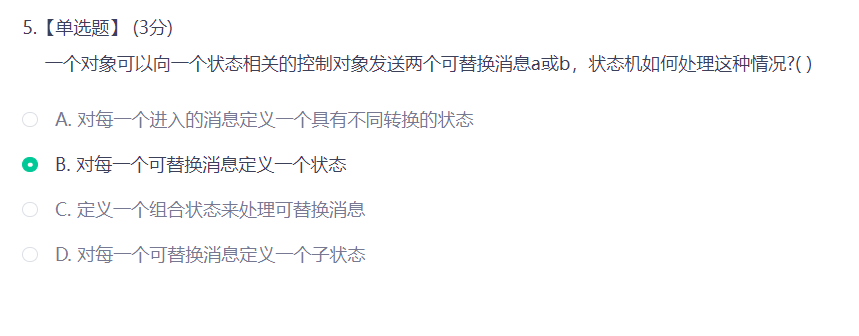 5.【单选题】 (3分)
一个对象可以向一个状态相关的控制对象发送两个可替换消息a或b，状态机如何处理这种情况?( )
A. 对每一个进入的消息定义一个具有不同转换的状态
B. 对每一个可替换消息定义一个状态
C. 定义一个组合状态来处理可替换消息
D. 对每一个可替换消息定义一个子状态